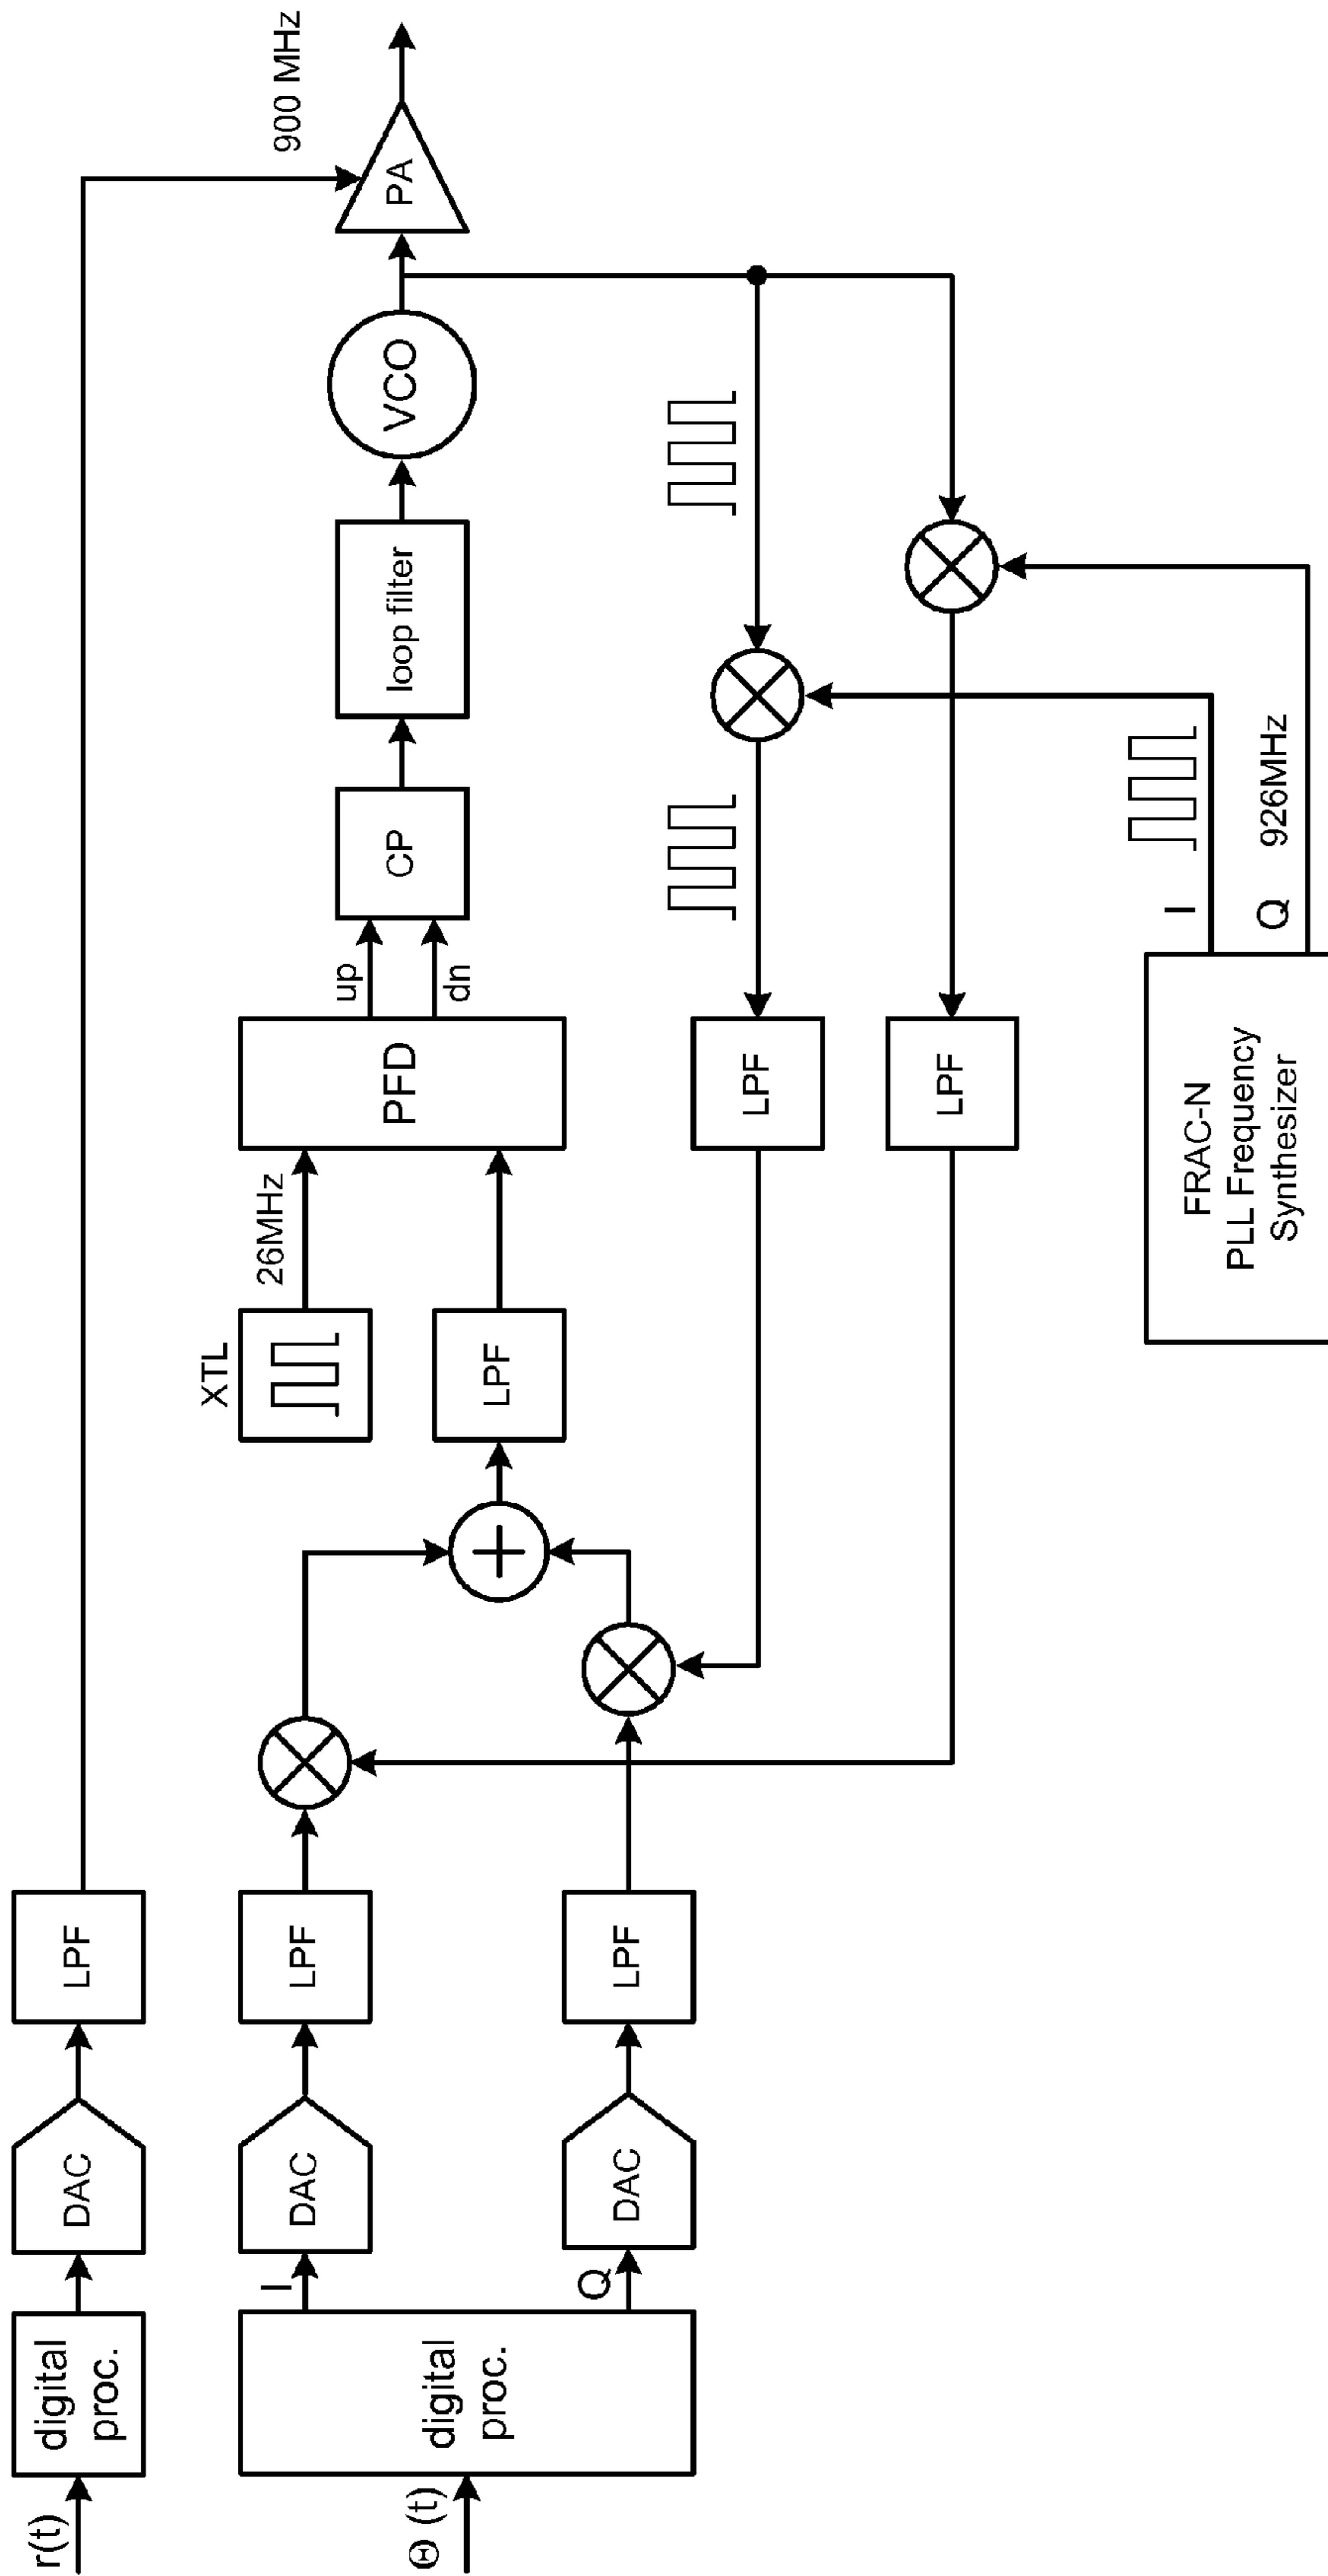 r(t)
digital
proc.
DAC
LPF
900 MHz
Θ (t)
digital
proc.
I
Q
DAC
LPF
DAC
LPF
XTL
26MHz
LPF
PFD
up
dn
CP
loop filter
VCO
PA
LPF
LPF
FRAC-N
PLL Frequency
Synthesizer
I
Q
926MHz